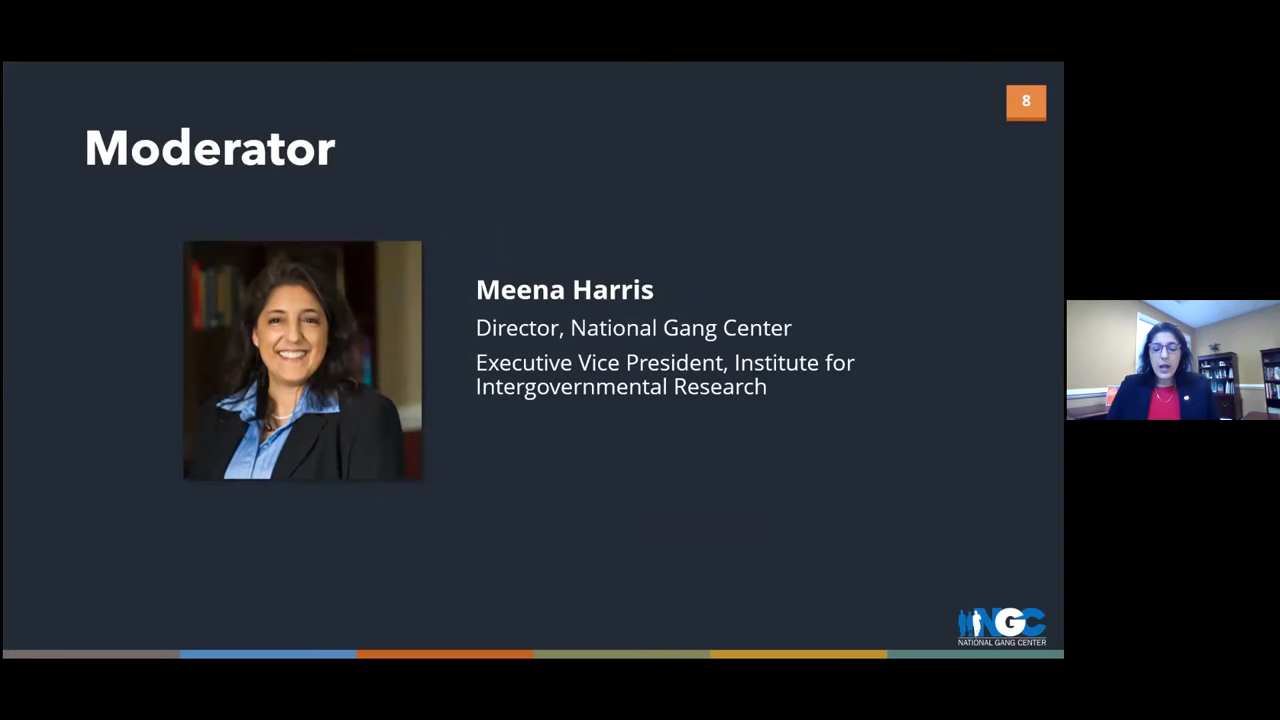 8
Moderator
Meena Harris
Director, National Gang Center
Executive Vice President, Institute for
Intergovernmental Research
NGC
NATIONAL GANG CENTER